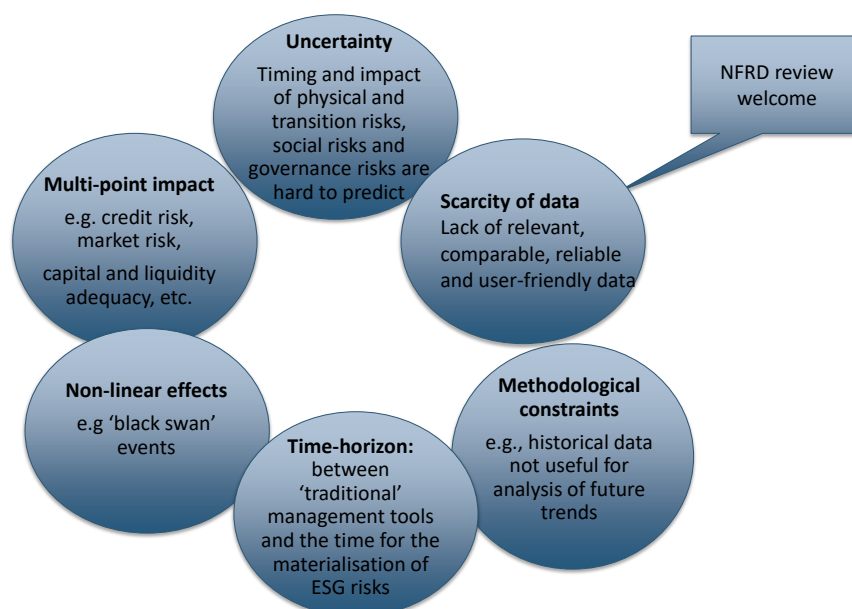 Uncertainty
Timing and impact
of physical and
transition risks,
social risks and
governance risks are
hard to predict
NFRD review
welcome
Scarcity of data
Lack of relevant,
comparable, reliable
and user-friendly data
Methodological
constraints
e.g., historical data
not useful for
analysis of future
trends
Time-horizon:
between
‘traditional’
management tools
and the time for the
materialisation of
ESG risks
Non-linear effects
e.g ‘black swan’
events
Multi-point impact
e.g. credit risk,
market risk,
capital and liquidity
adequacy, etc.